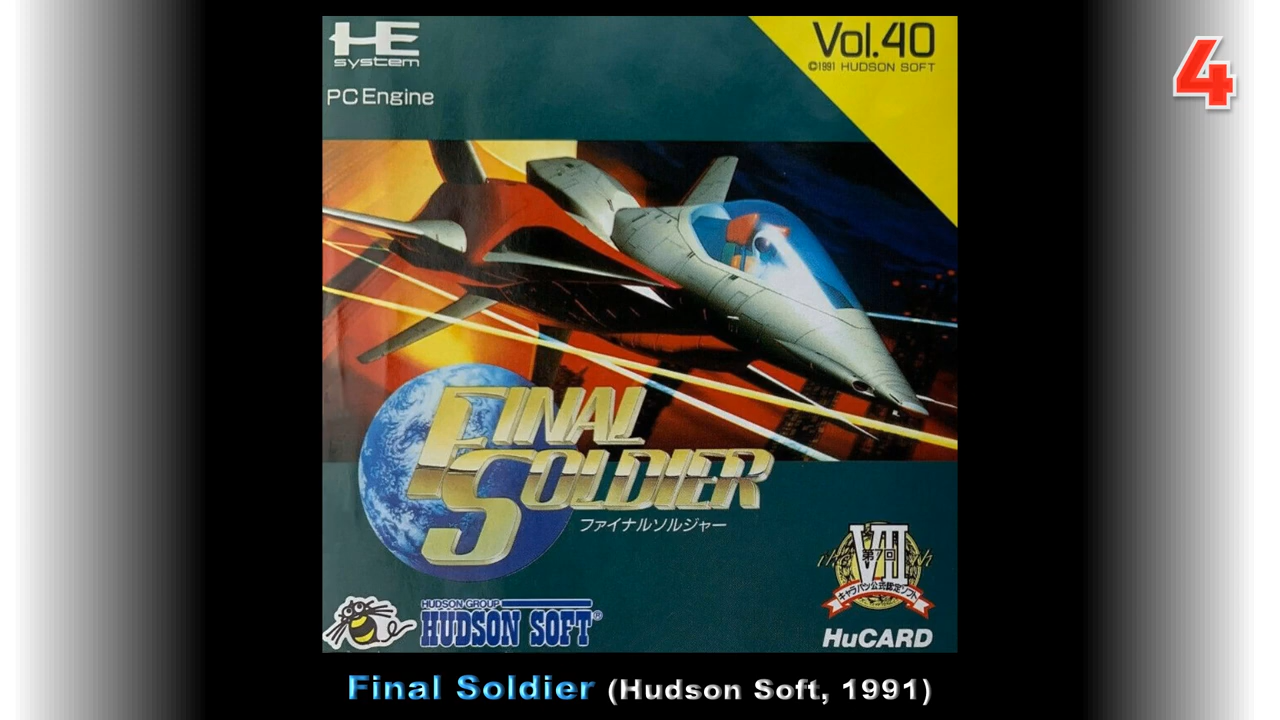 HE
system
PC Engine
Vol.40
©1991 HUDSON SOFT
4
FINAL
SOLDIER
ファイナルソルジャー
VII
第7回
the th
キャラバン公式認定ソフト
HUDSON GROUP
HUDSON SOFT®
HuCARD
Final Soldier (Hudson Soft, 1991)